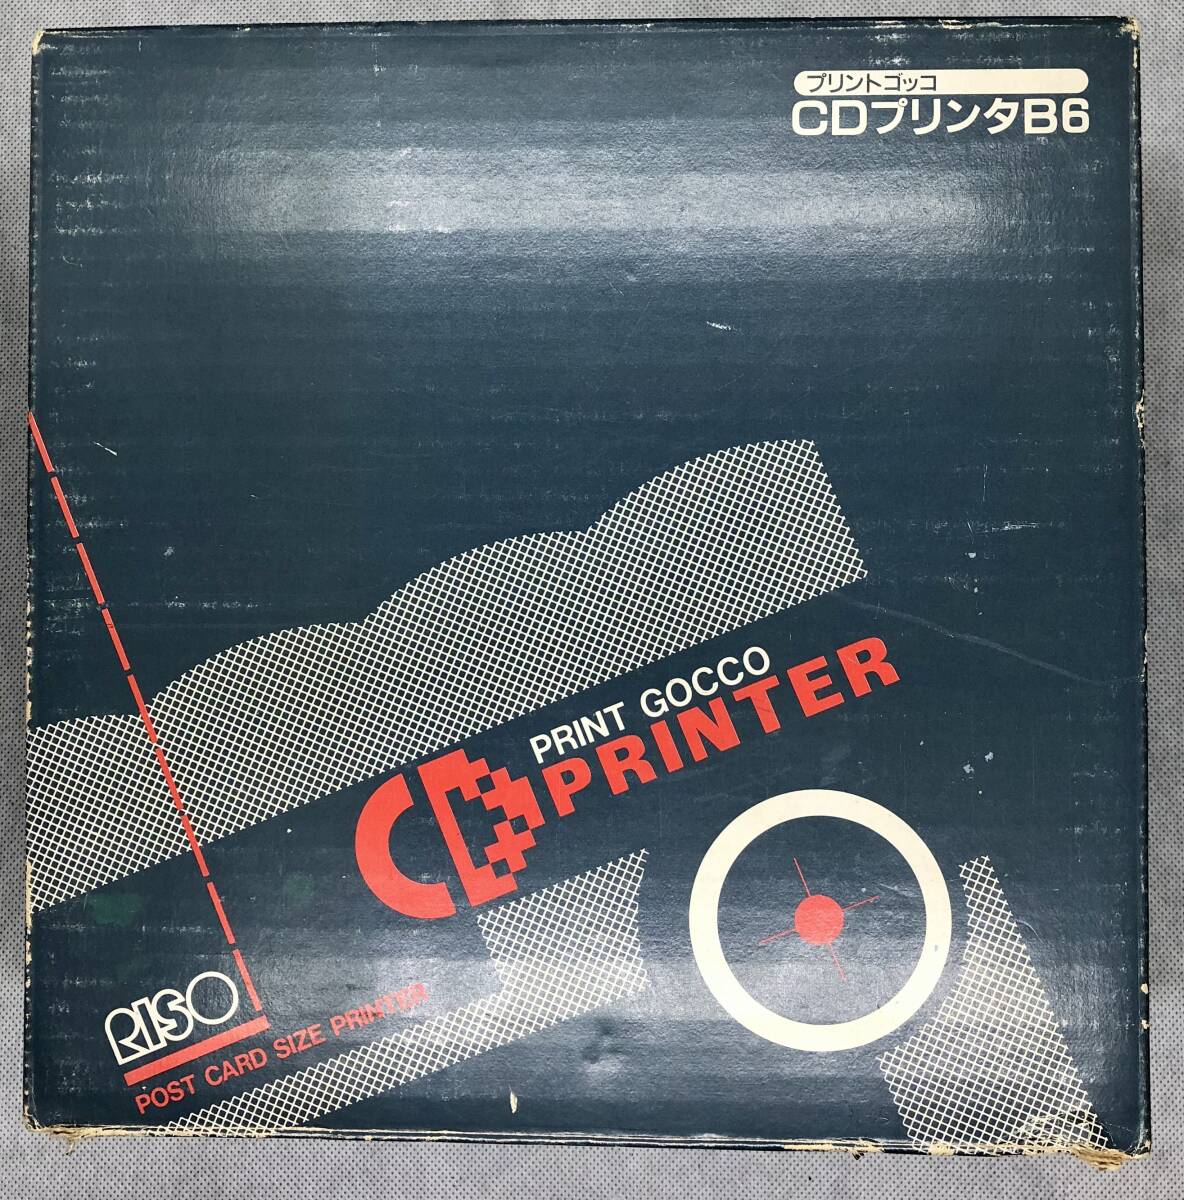 プリントゴッコ
CDプリンタB6
PRINT GOCCO
CD PRINTER
RISO
POST CARD SIZE PRINTER